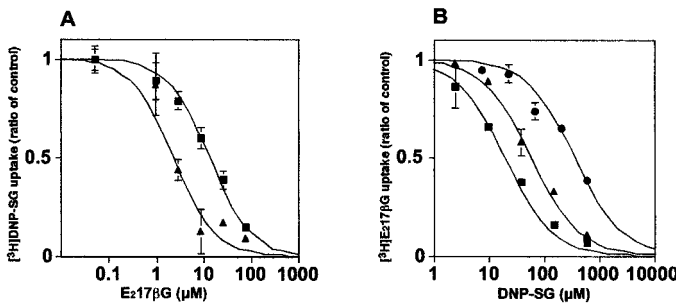 A
[³H]DNP-SG uptake (ratio of control)
1
0.5
0
0.1 1 10 100 1000
E₂17βG (µM)
B
[³H]E₂17βG uptake (ratio of control)
1
0.5
0
1 10 100 1000 10000
DNP-SG (µM)